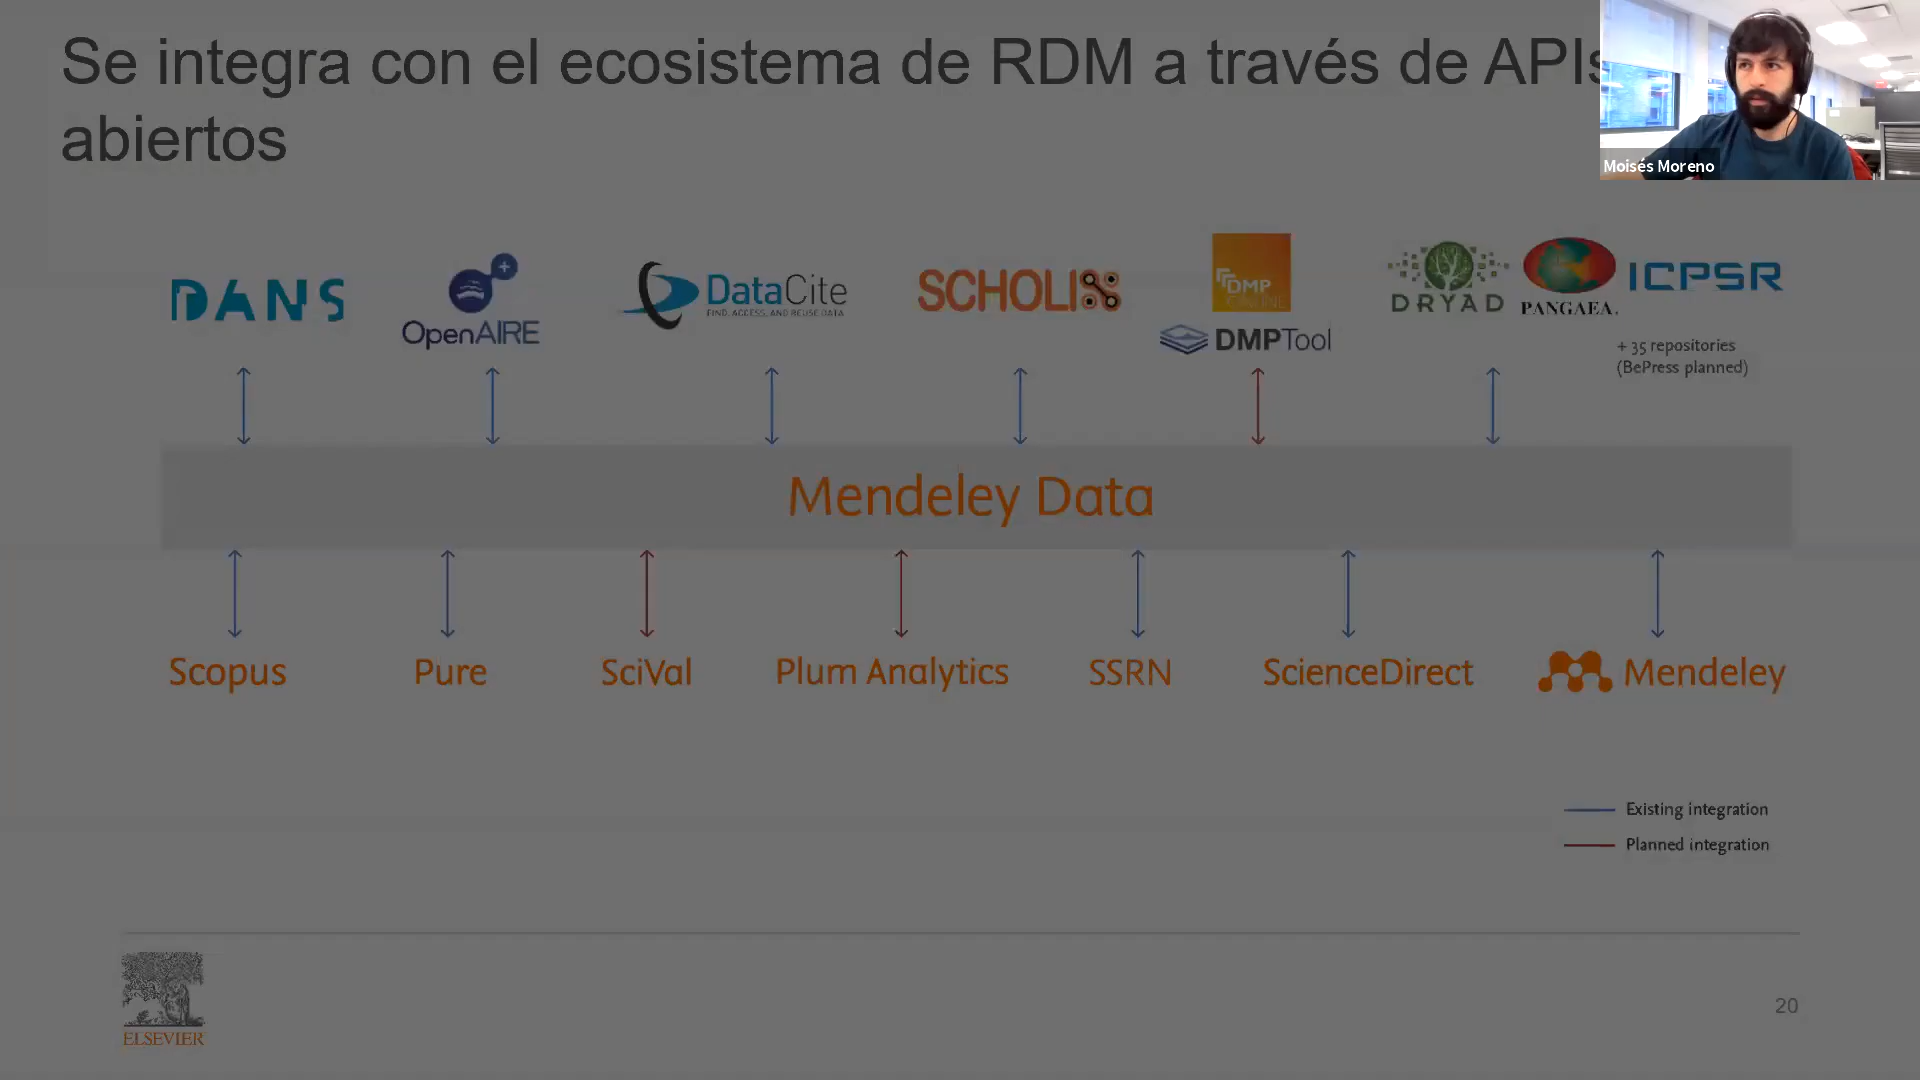 Se integra con el ecosistema de RDM a través de APIs
abiertos
Moisés Moreno
DANS
OpenAIRE
DataCite
FIND, ACCESS, AND REUSE DATA
SCHOLIX
DMP
ONLINE
DMPTool
DRYAD
PANGAEA.
ICPSR
+ 35 repositories
(BePress planned)
Mendeley Data
Scopus
Pure
SciVal
Plum Analytics
SSRN
ScienceDirect
Mendeley
Existing integration
Planned integration
ELSEVIER
20